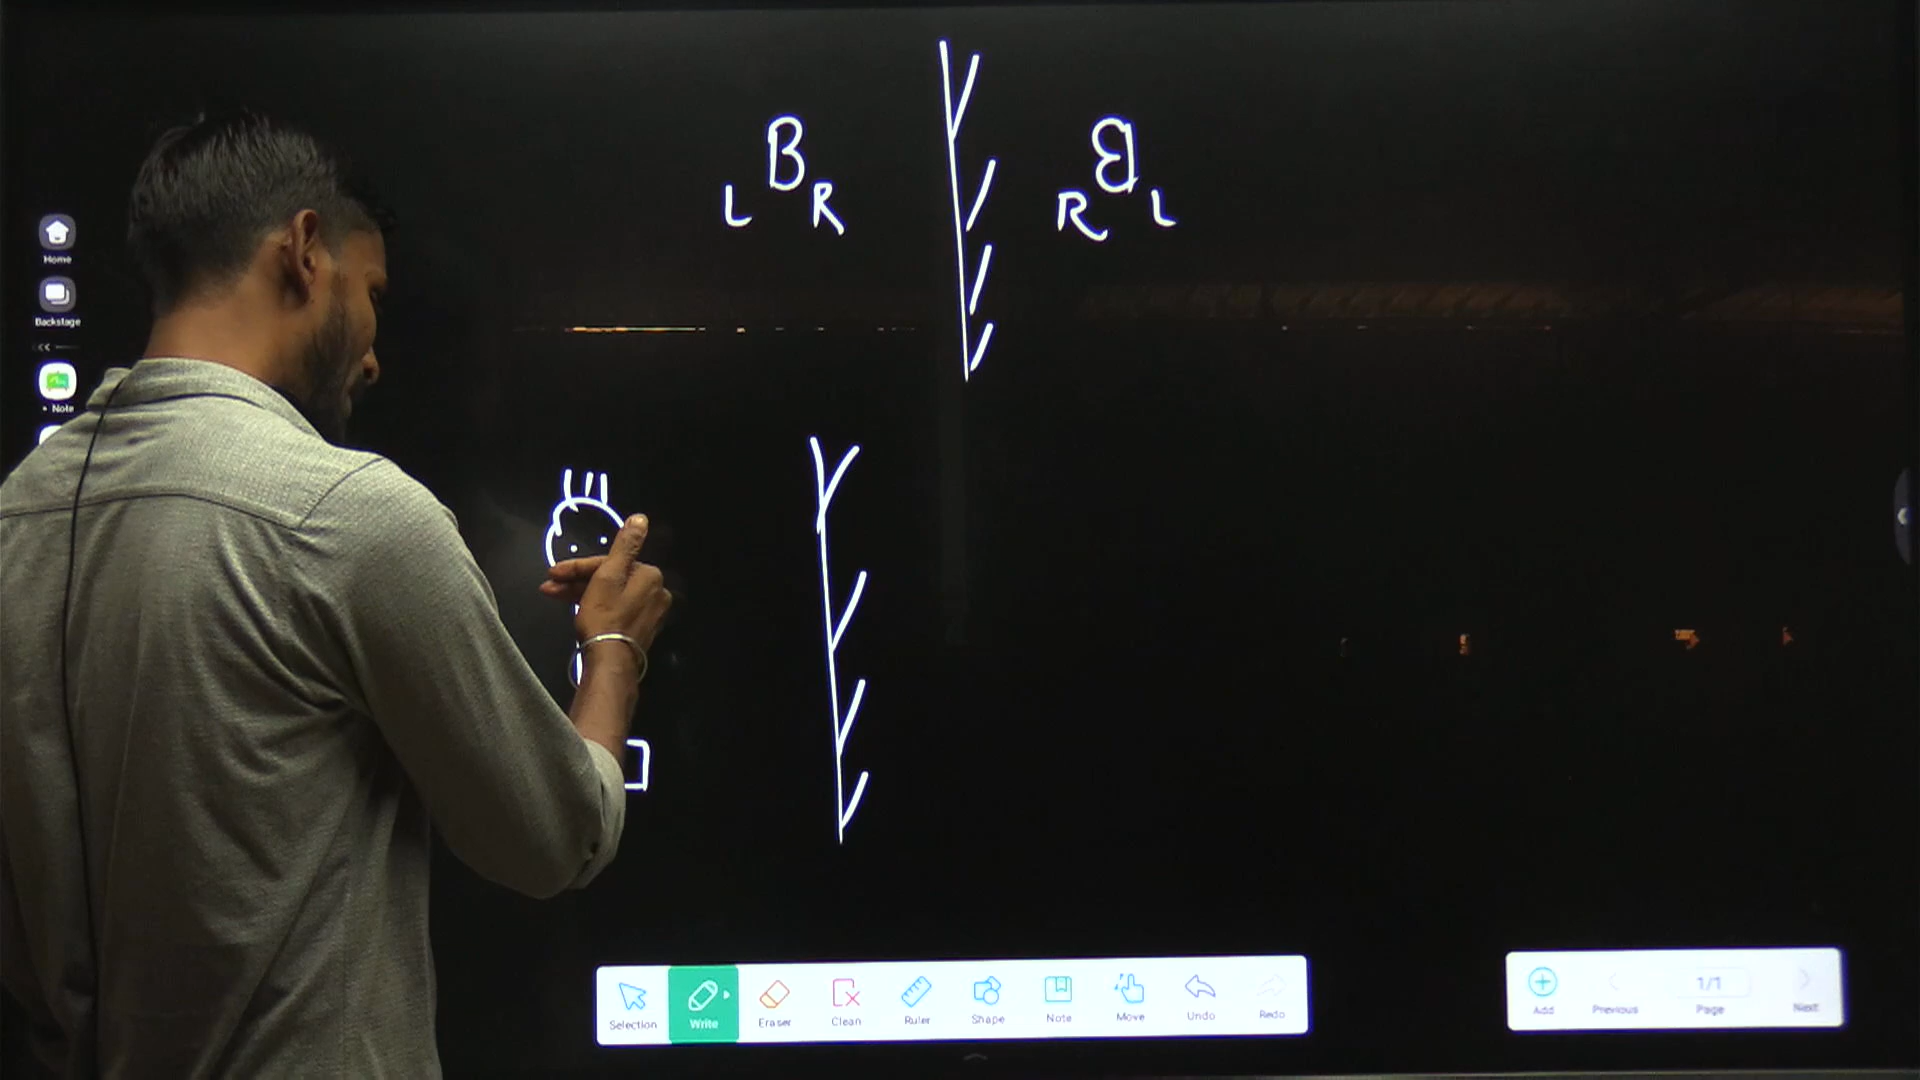 B B
L R R L
Home
Backstage
Note
Selection Write Eraser Clean Ruler Shape Note Move Undo Redo
Add Previous 1/1 Page Next